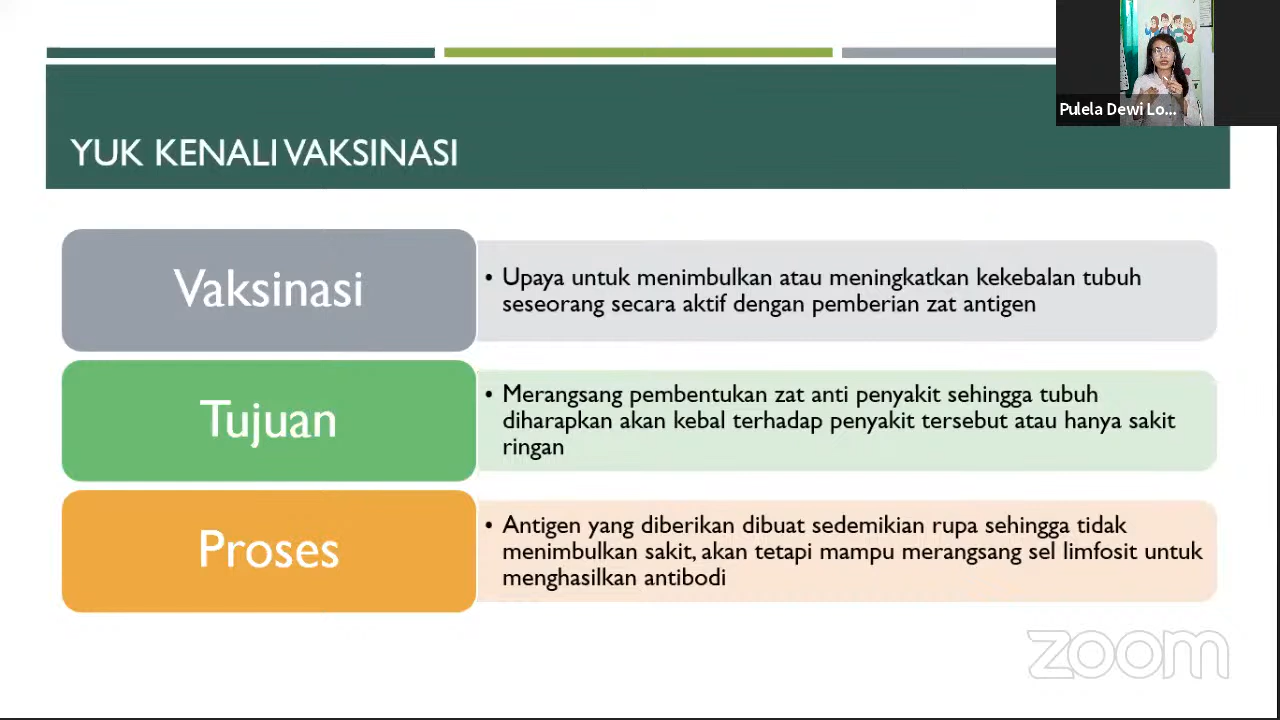 Pulela Dewi Lo...
YUK KENALI VAKSINASI
Vaksinasi
• Upaya untuk menimbulkan atau meningkatkan kekebalan tubuh
seseorang secara aktif dengan pemberian zat antigen
Tujuan
• Merangsang pembentukan zat anti penyakit sehingga tubuh
diharapkan akan kebal terhadap penyakit tersebut atau hanya sakit
ringan
Proses
• Antigen yang diberikan dibuat sedemikian rupa sehingga tidak
menimbulkan sakit, akan tetapi mampu merangsang sel limfosit untuk
menghasilkan antibodi
zoom